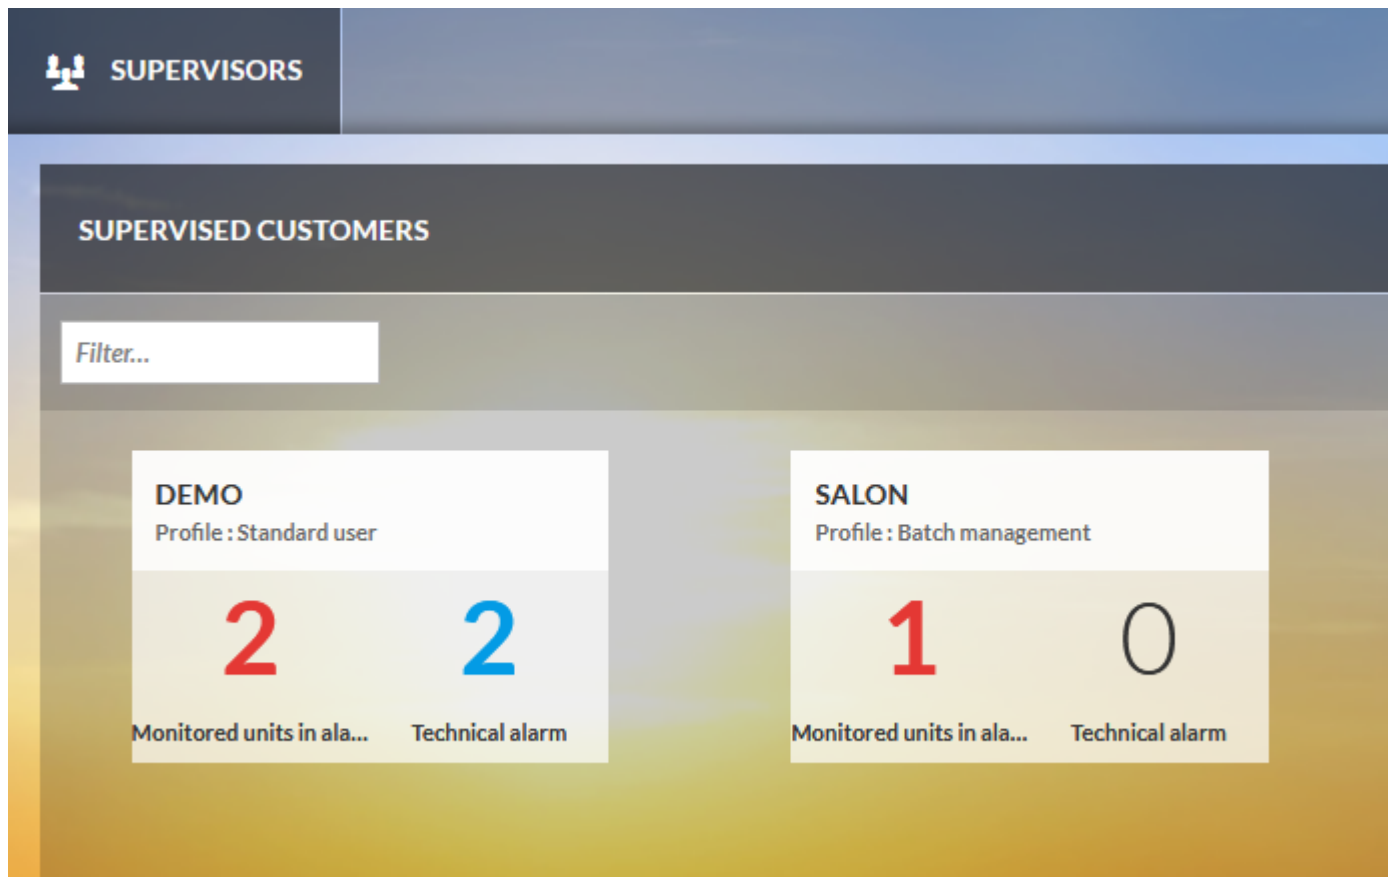 SUPERVISORS
SUPERVISED CUSTOMERS
Filter...
DEMO
Profile : Standard user
2 2
Monitored units in ala... Technical alarm
SALON
Profile : Batch management
1 0
Monitored units in ala... Technical alarm